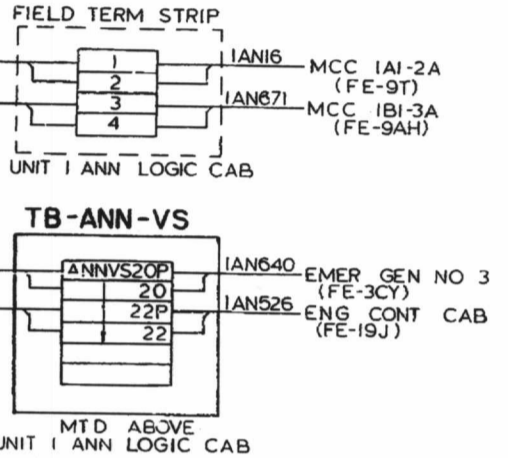 FIELD TERM STRIP
1
1AN16
MCC 1A1-2A
2
(FE-9T)
3
1AN671
MCC 1B1-3A
4
(FE-9AH)
UNIT 1 ANN LOGIC CAB
TB-ANN-VS
ANNVS20P
1AN640
EMER GEN NO 3
20
(FE-3CY)
22P
1AN526
ENG CONT CAB
22
(FE-19J)
MTD ABOVE
UNIT 1 ANN LOGIC CAB